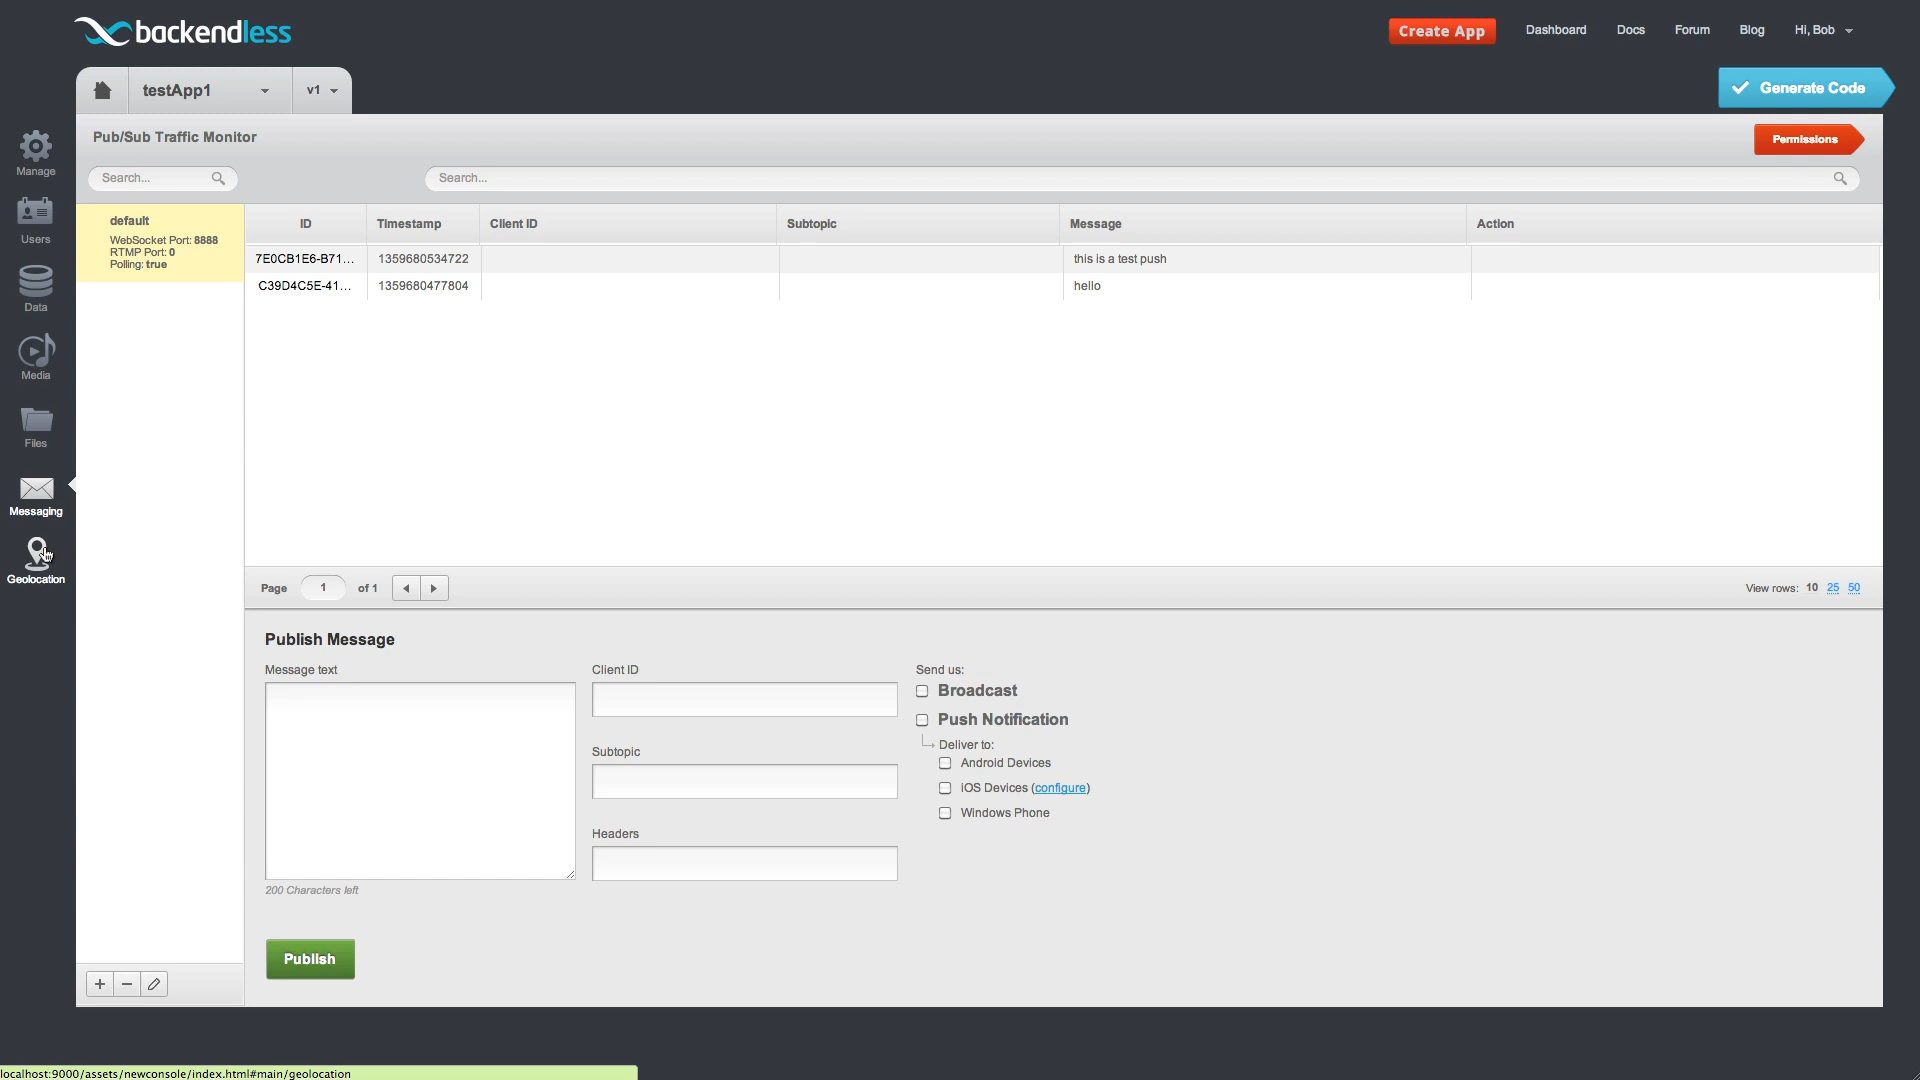 backendless
Create App
Dashboard
Docs
Forum
Blog
Hi, Bob
testApp1
v1
Generate Code
Pub/Sub Traffic Monitor
Permissions
Manage
Search...
Search...
Users
default
WebSocket Port: 8888
RTMP Port: 0
Polling: true
ID
Timestamp
Client ID
Subtopic
Message
Action
7E0CB1E6-B71...
1359680534722
this is a test push
C39D4C5E-41...
1359680477804
hello
Data
Media
Files
Messaging
Geolocation
Page
1
of 1
View rows: 10 25 50
Publish Message
Message text
Client ID
Send us:
Broadcast
Push Notification
Deliver to:
Subtopic
Android Devices
iOS Devices (configure)
Windows Phone
Headers
200 Characters left
Publish
localhost:9000/assets/newconsole/index.html#main/geolocation